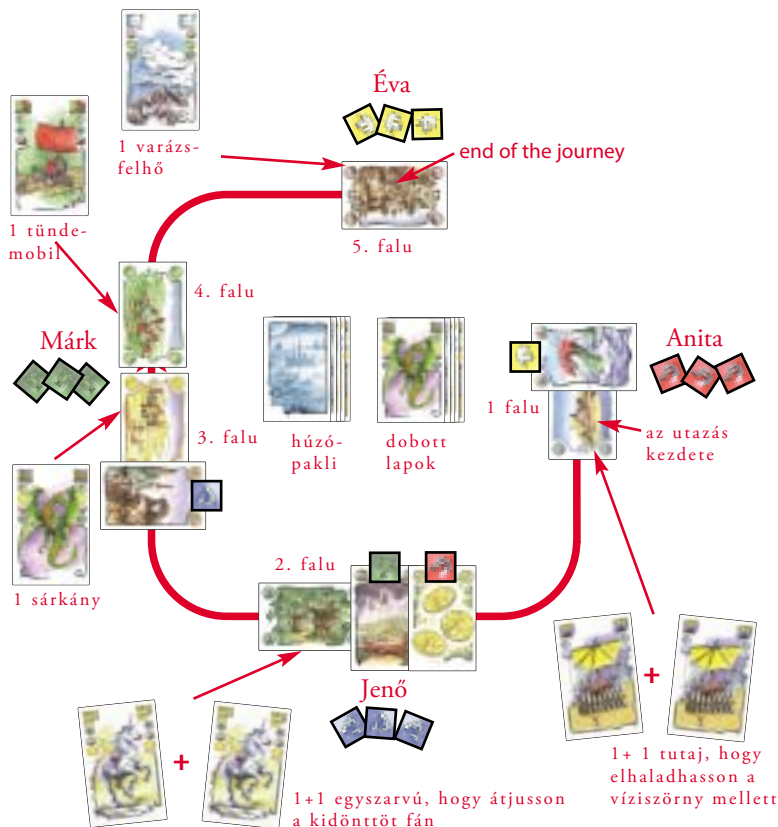 Éva
1 varázs-
felhő
end of the journey
5. falu
1 tünde-
mobil
4. falu
Márk
Anita
1 falu
3. falu
húzó-
pakli
dobott
lapok
az utazás
kezdete
2. falu
1 sárkány
Jenő
+
+
1+1 egyszarvú, hogy átjusson
a kidönttöt fán
1+ 1 tutaj, hogy
elhaladhasson a
víziszörny mellett